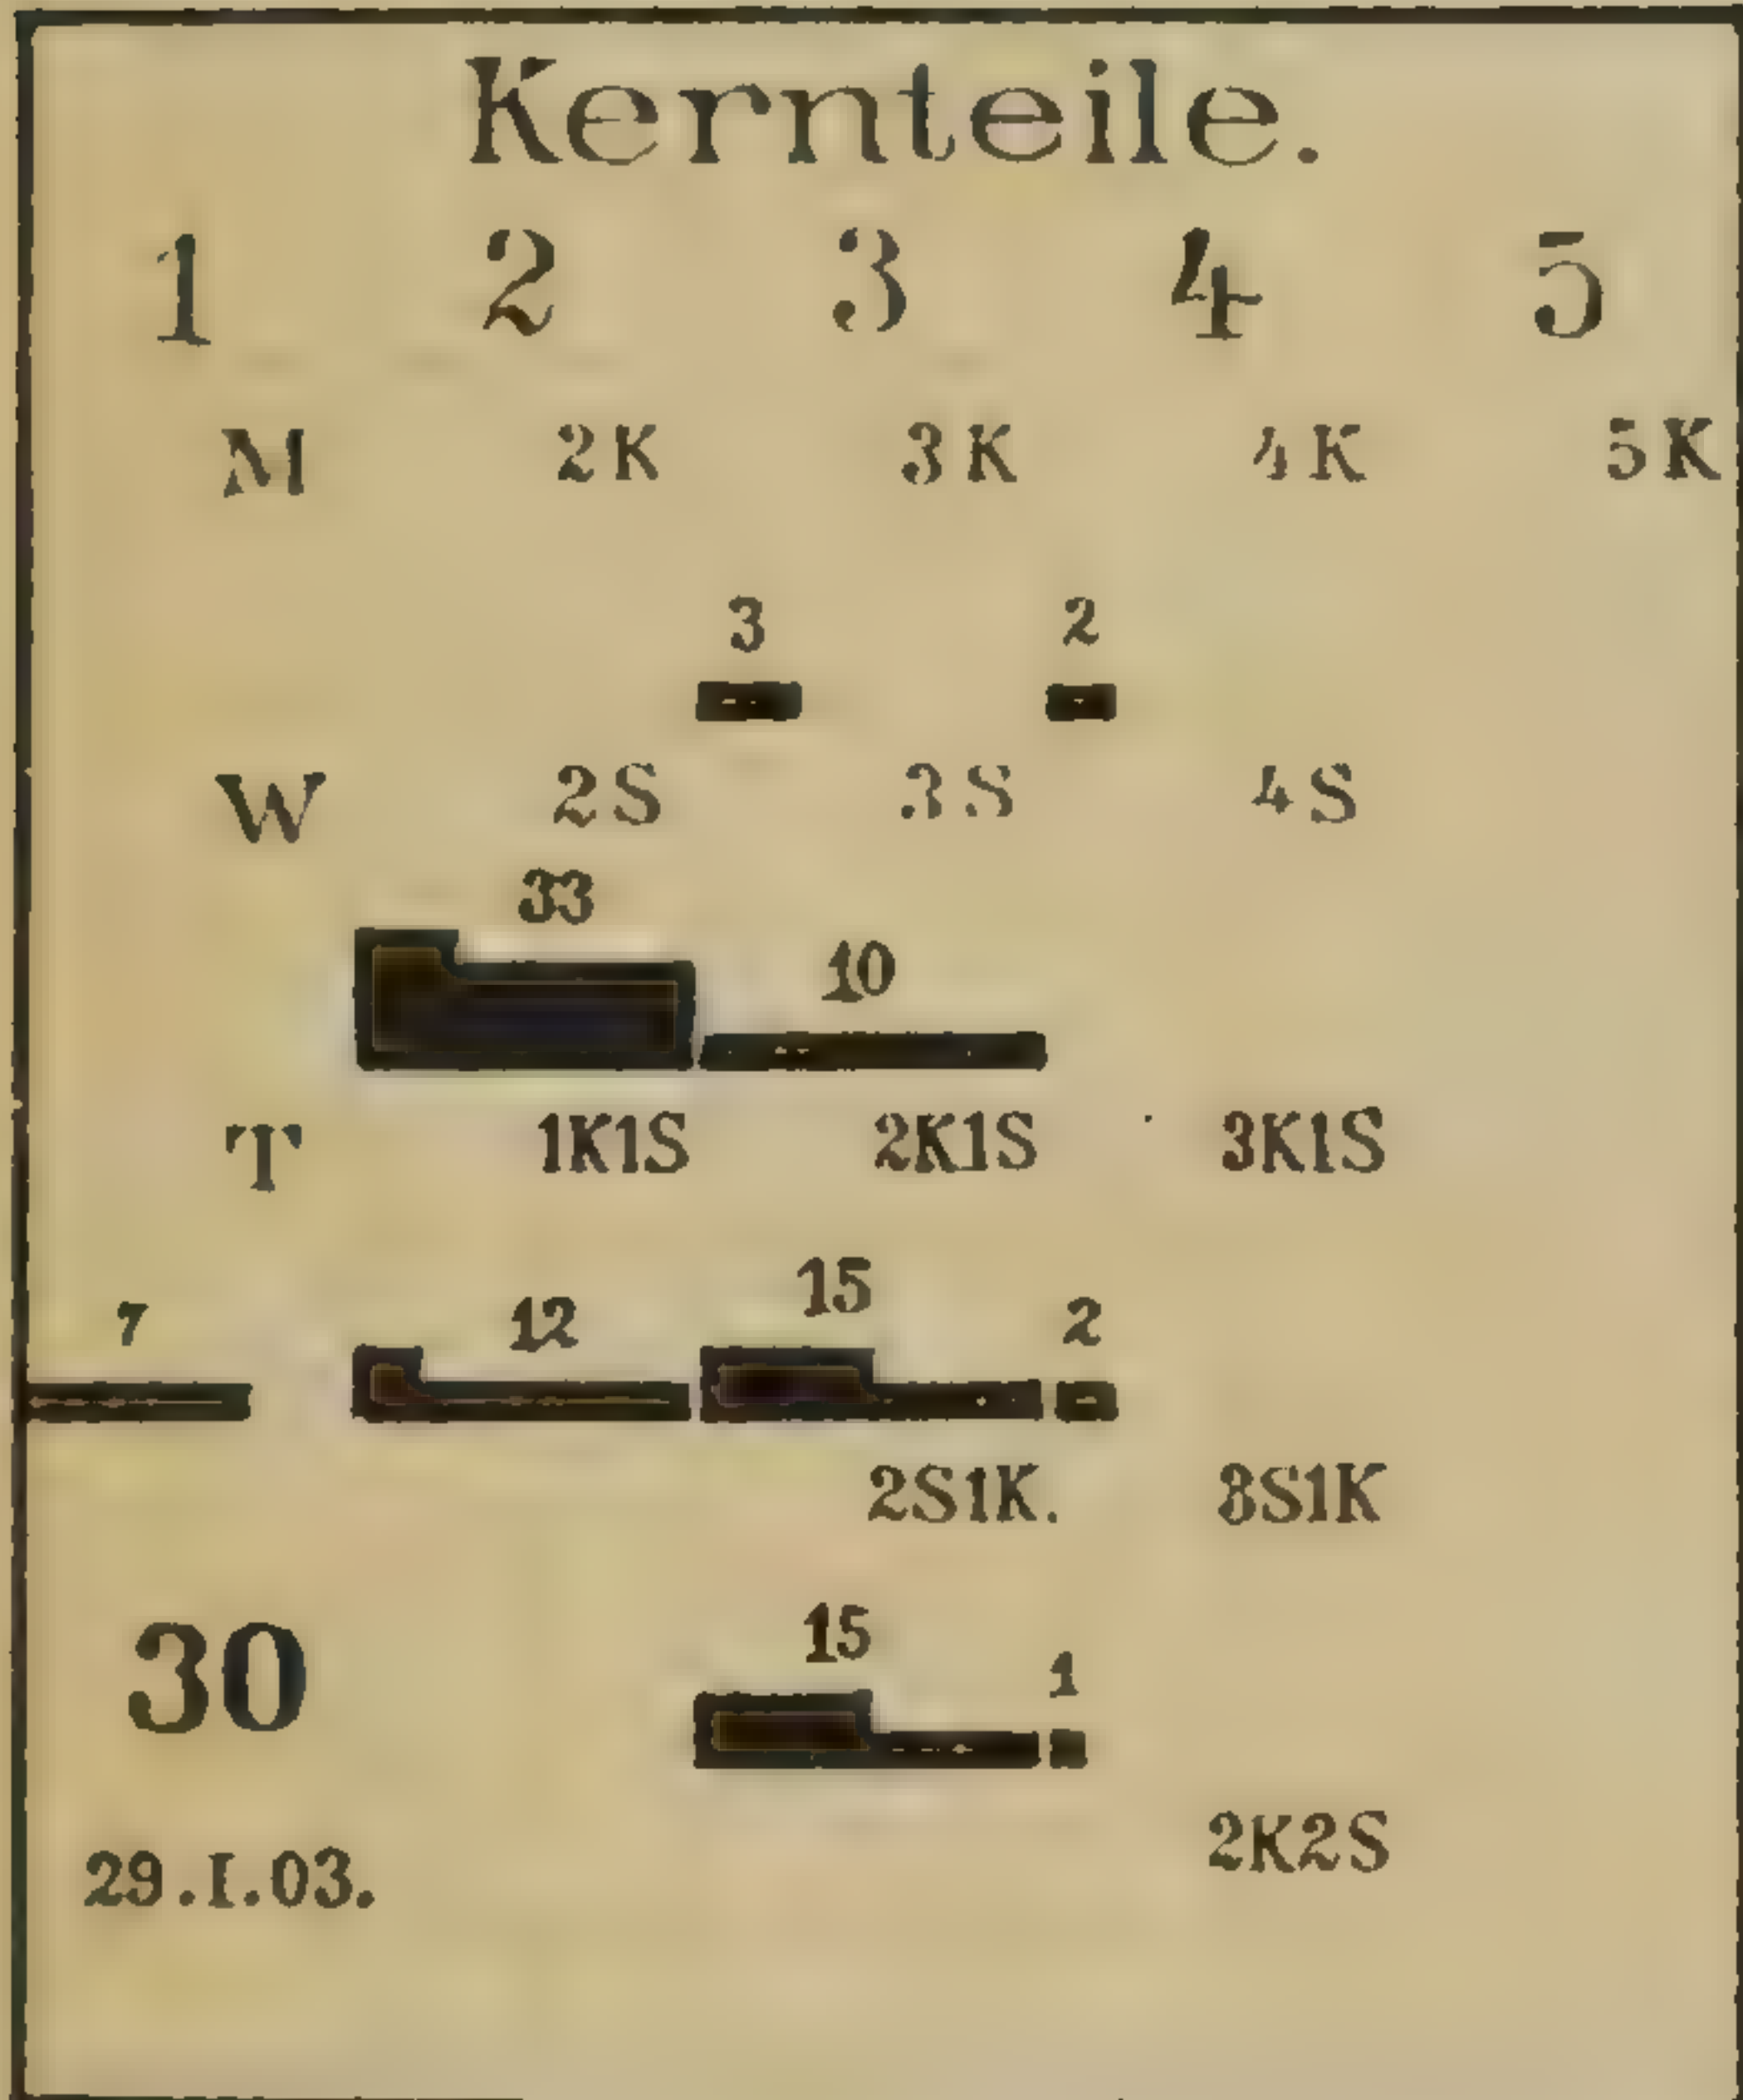 Kernteile.
1 2 3 4 5
M 2K 3K 4K 5K
3 2
W 2S 3S 4S
33 10
T 1K1S 2K1S 3K1S
7 12 15 2
2S1K. 3S1K
30 15 1
29.I.03. 2K2S